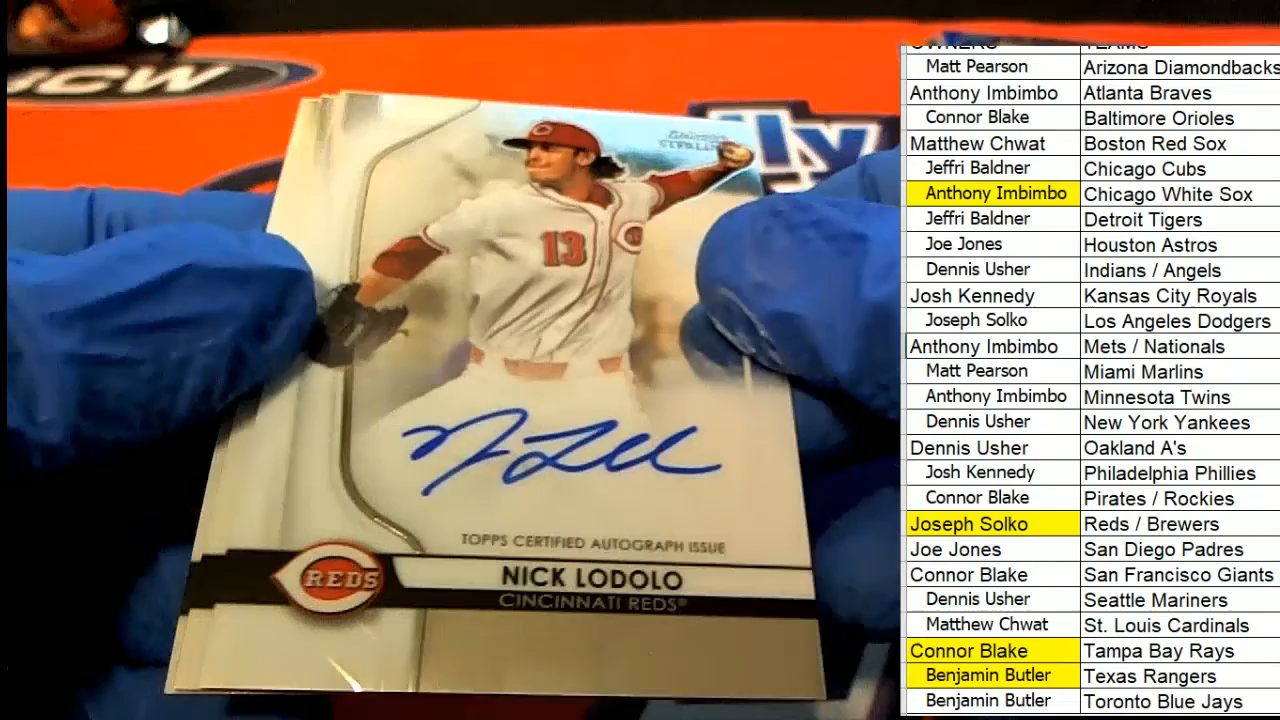 JCW
lly
BOWMAN
STERLING
13
TOPPS CERTIFIED AUTOGRAPH ISSUE
REDS
NICK LODOLO
CINCINNATI REDS®
OWNERS TEAMS
Matt Pearson Arizona Diamondbacks
Anthony Imbimbo Atlanta Braves
Connor Blake Baltimore Orioles
Matthew Chwat Boston Red Sox
Jeffri Baldner Chicago Cubs
Anthony Imbimbo Chicago White Sox
Jeffri Baldner Detroit Tigers
Joe Jones Houston Astros
Dennis Usher Indians / Angels
Josh Kennedy Kansas City Royals
Joseph Solko Los Angeles Dodgers
Anthony Imbimbo Mets / Nationals
Matt Pearson Miami Marlins
Anthony Imbimbo Minnesota Twins
Dennis Usher New York Yankees
Dennis Usher Oakland A's
Josh Kennedy Philadelphia Phillies
Connor Blake Pirates / Rockies
Joseph Solko Reds / Brewers
Joe Jones San Diego Padres
Connor Blake San Francisco Giants
Dennis Usher Seattle Mariners
Matthew Chwat St. Louis Cardinals
Connor Blake Tampa Bay Rays
Benjamin Butler Texas Rangers
Benjamin Butler Toronto Blue Jays